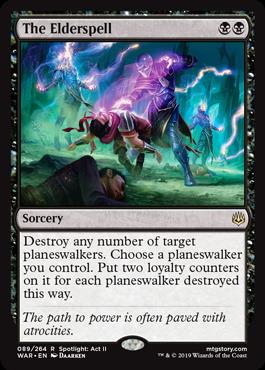 The Elderspell
Sorcery
Destroy any number of target
planeswalkers. Choose a planeswalker
you control. Put two loyalty counters
on it for each planeswalker destroyed
this way.
The path to power is often paved with
atrocities.
089/264 R Spotlight: Act II
WAR • EN DAARKEN
mtgstory.com
™ & © 2019 Wizards of the Coast